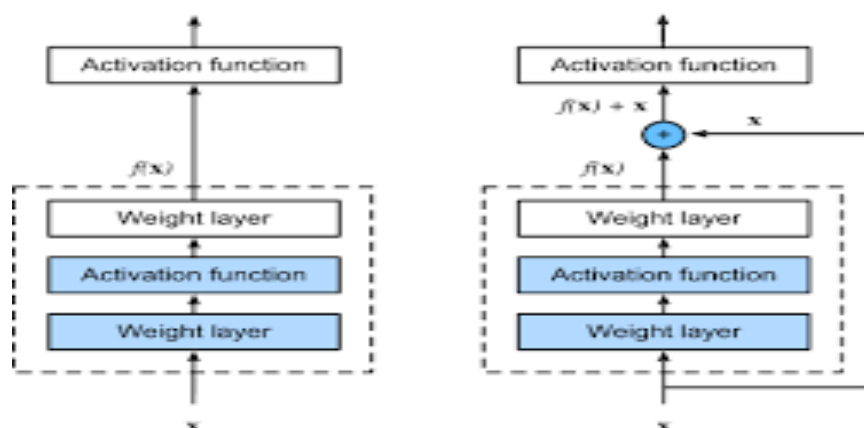 Activation function
f(x)
Weight layer
Activation function
Weight layer
x
Activation function
f(x) + x
+
x
f(x)
Weight layer
Activation function
Weight layer
x